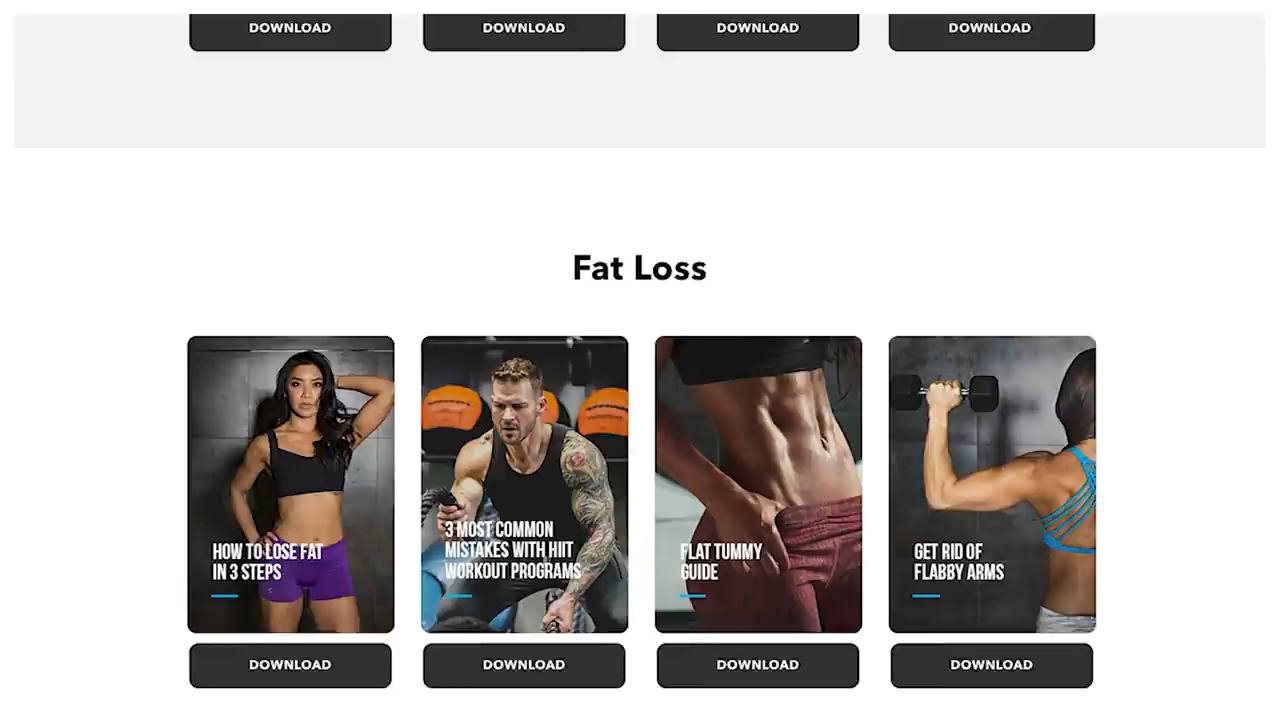 DOWNLOAD
DOWNLOAD
DOWNLOAD
DOWNLOAD
Fat Loss
HOW TO LOSE FAT
IN 3 STEPS
3 MOST COMMON
MISTAKES WITH HIIT
WORKOUT PROGRAMS
FLAT TUMMY
GUIDE
GET RID OF
FLABBY ARMS
DOWNLOAD
DOWNLOAD
DOWNLOAD
DOWNLOAD